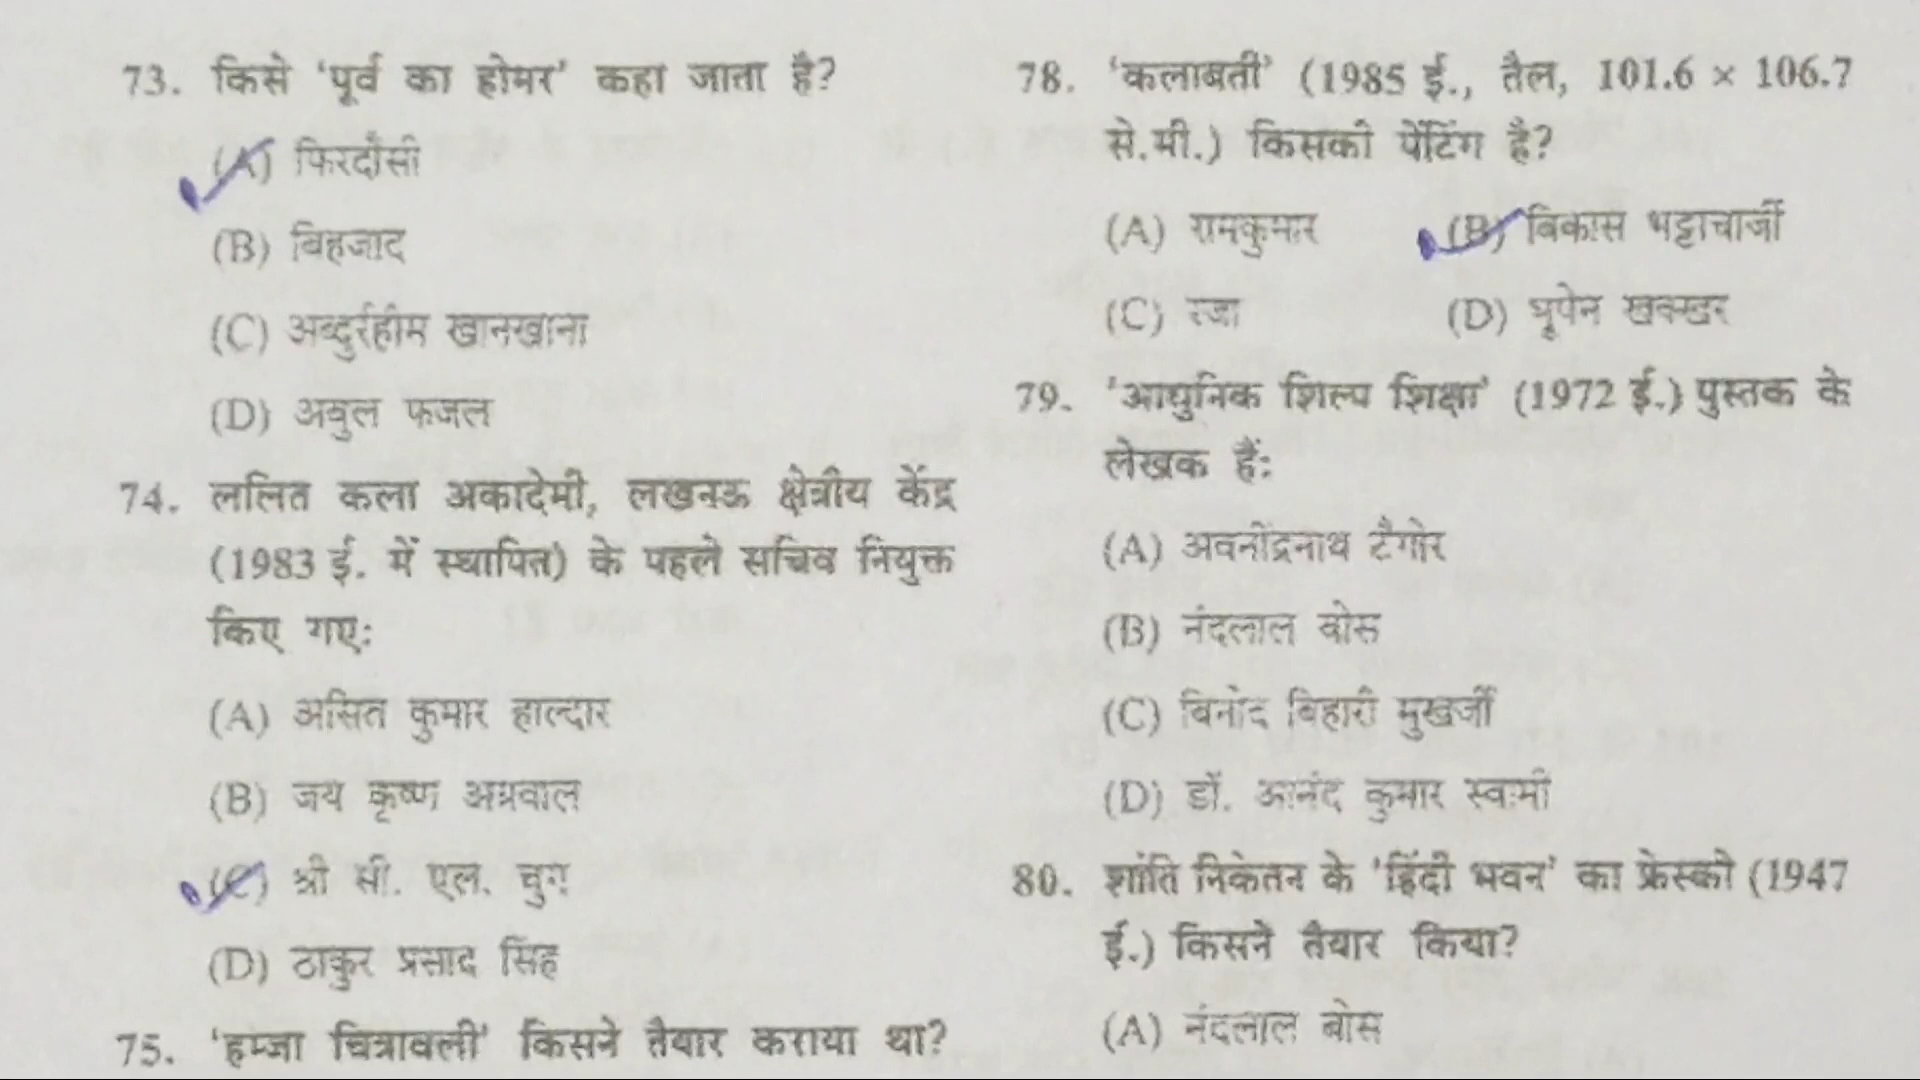 73. किसे 'पूर्व का होमर' कहा जाता है?
(A) फिरदौसी
(B) बिहजाद
(C) अब्दुर्रहीम खानखाना
(D) अबुल फजल
74. ललित कला अकादेमी, लखनऊ क्षेत्रीय केंद्र
(1983 ई. में स्थापित) के पहले सचिव नियुक्त
किए गए:
(A) असित कुमार हाल्दार
(B) जय कृष्ण अग्रवाल
(C) श्री सी. एल. चुग
(D) ठाकुर प्रसाद सिंह
75. 'हम्जा चित्रावली' किसने तैयार कराया था?
78. 'कलाबती' (1985 ई., तैल, 101.6 × 106.7
से.मी.) किसकी पेंटिंग है?
(A) रामकुमार (B) विकास भट्टाचार्जी
(C) रजा (D) भूपेन खक्खर
79. 'आधुनिक शिल्प शिक्षा' (1972 ई.) पुस्तक के
लेखक हैं:
(A) अवनींद्रनाथ टैगोर
(B) नंदलाल बोस
(C) बिनोद बिहारी मुखर्जी
(D) डॉ. आनंद कुमार स्वामी
80. शांति निकेतन के 'हिंदी भवन' का फ्रेस्को (1947
ई.) किसने तैयार किया?
(A) नंदलाल बोस